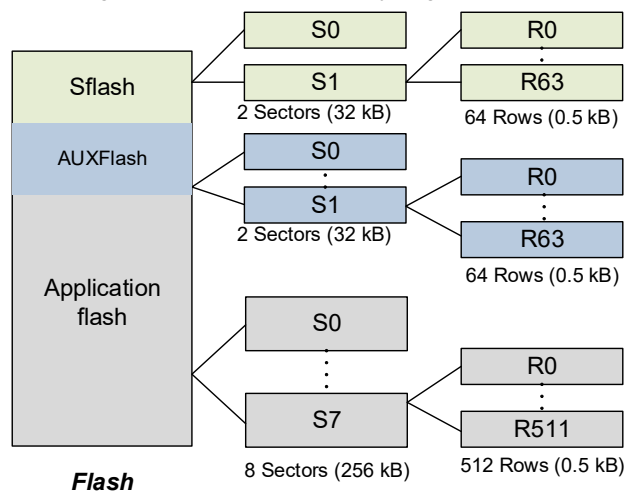 S0
R0
Sflash
S1
R63
2 Sectors (32 kB)
64 Rows (0.5 kB)
AUXFlash
S0
R0
S1
2 Sectors (32 kB)
R63
64 Rows (0.5 kB)
Application
flash
S0
R0
S7
R511
8 Sectors (256 kB)
512 Rows (0.5 kB)
Flash